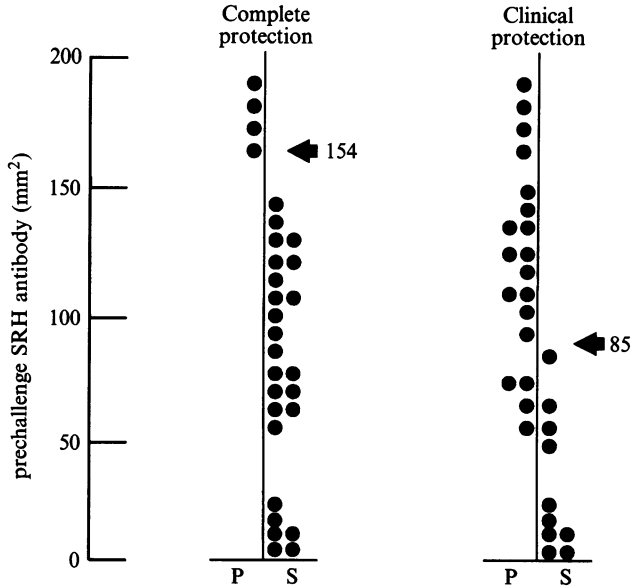 Complete
protection
Clinical
protection
200
150
100
50
0
prechallenge SRH antibody (mm²)
154
85
P S
P S